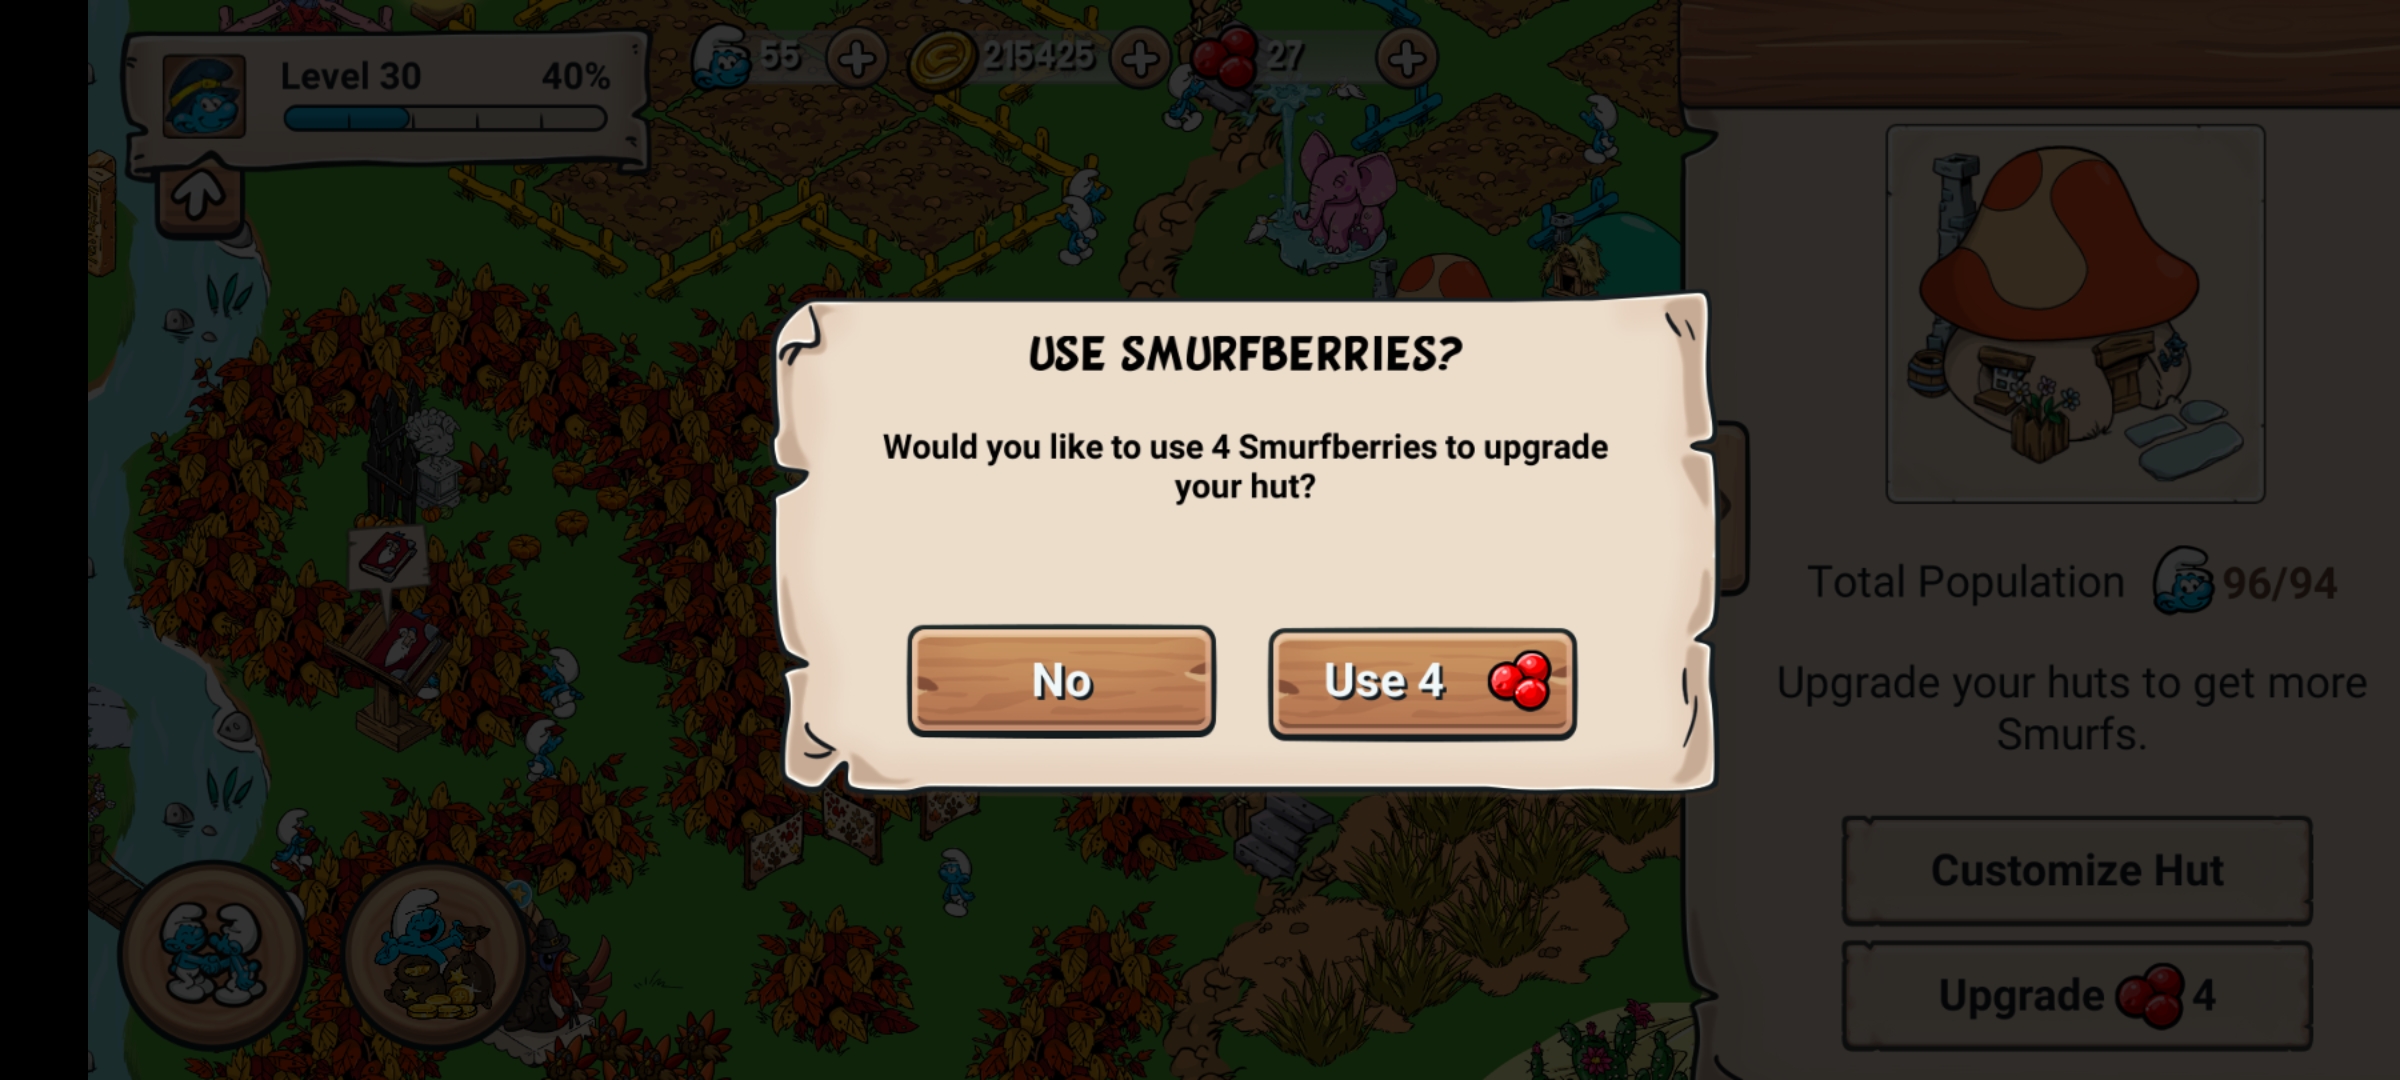 Level 30 40%
55
215425
27
USE SMURFBERRIES?
Would you like to use 4 Smurfberries to upgrade
your hut?
No
Use 4
Total Population 96/94
Upgrade your huts to get more
Smurfs.
Customize Hut
Upgrade 4